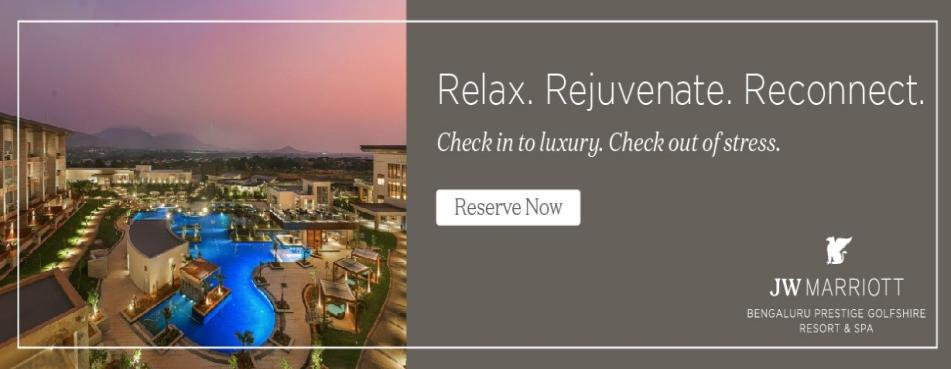 Relax. Rejuvenate. Reconnect.
Check in to luxury. Check out of stress.
Reserve Now
JW MARRIOTT
BENGALURU PRESTIGE GOLFSHIRE
RESORT & SPA